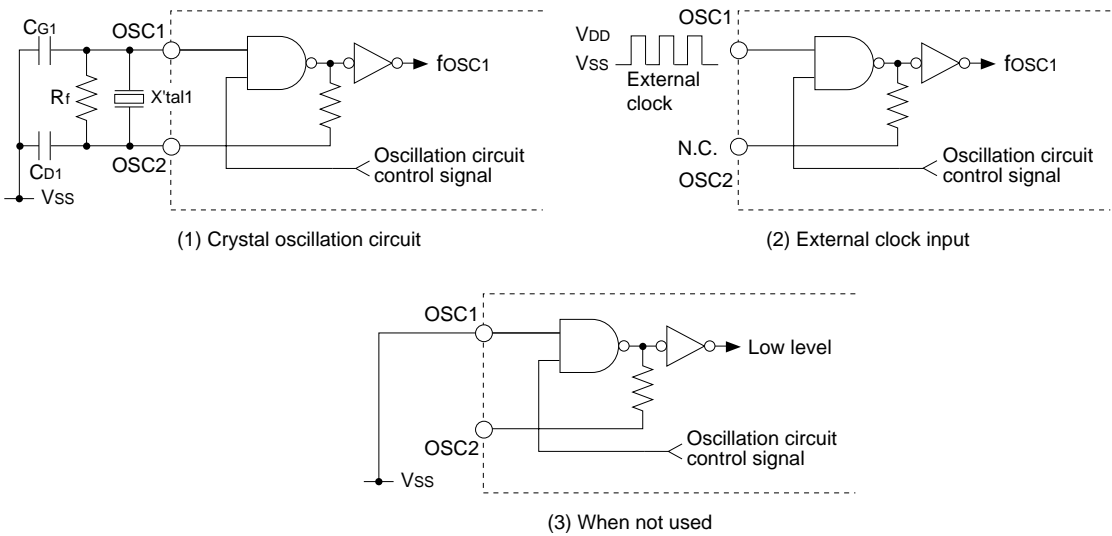 CG1
OSC1
fOSC1
Rf
X'tal1
OSC2
CD1
VSS
Oscillation circuit
control signal
(1) Crystal oscillation circuit
OSC1
VDD
VSS
External
clock
fOSC1
N.C.
OSC2
Oscillation circuit
control signal
(2) External clock input
OSC1
Low level
OSC2
VSS
Oscillation circuit
control signal
(3) When not used